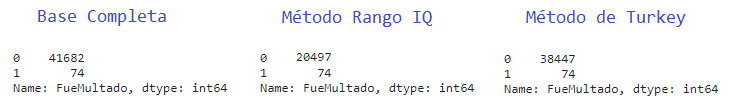 Base Completa
0    41682
1       74
Name: FueMultado, dtype: int64
Método Rango IQ
0    20497
1       74
Name: FueMultado, dtype: int64
Método de Turkey
0    38447
1       74
Name: FueMultado, dtype: int64